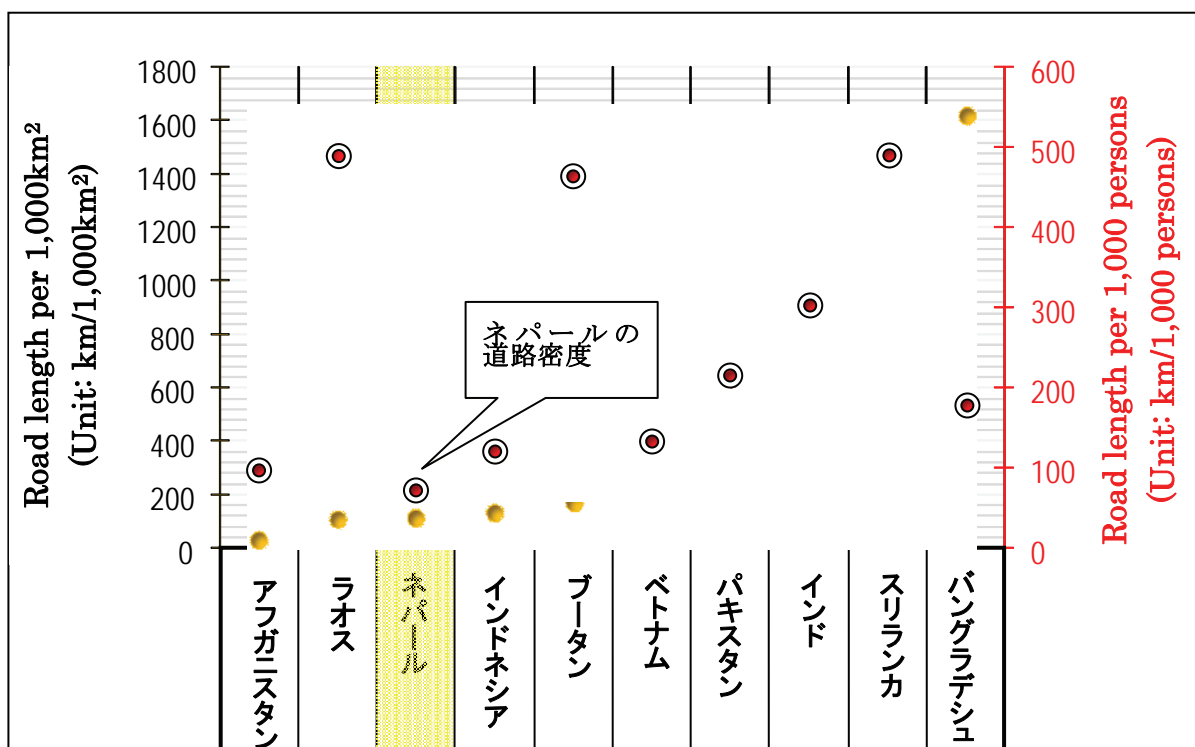 Road length per 1,000km²
(Unit: km/1,000km²)
1800
1600
1400
1200
1000
800
600
400
200
0
ネパールの
道路密度
600
500
400
300
200
100
0
Road length per 1,000 persons
(Unit: km/1,000 persons)
アフガニスタン
ラオス
ネパール
インドネシア
ブータン
ベトナム
パキスタン
インド
スリランカ
バングラデシュ